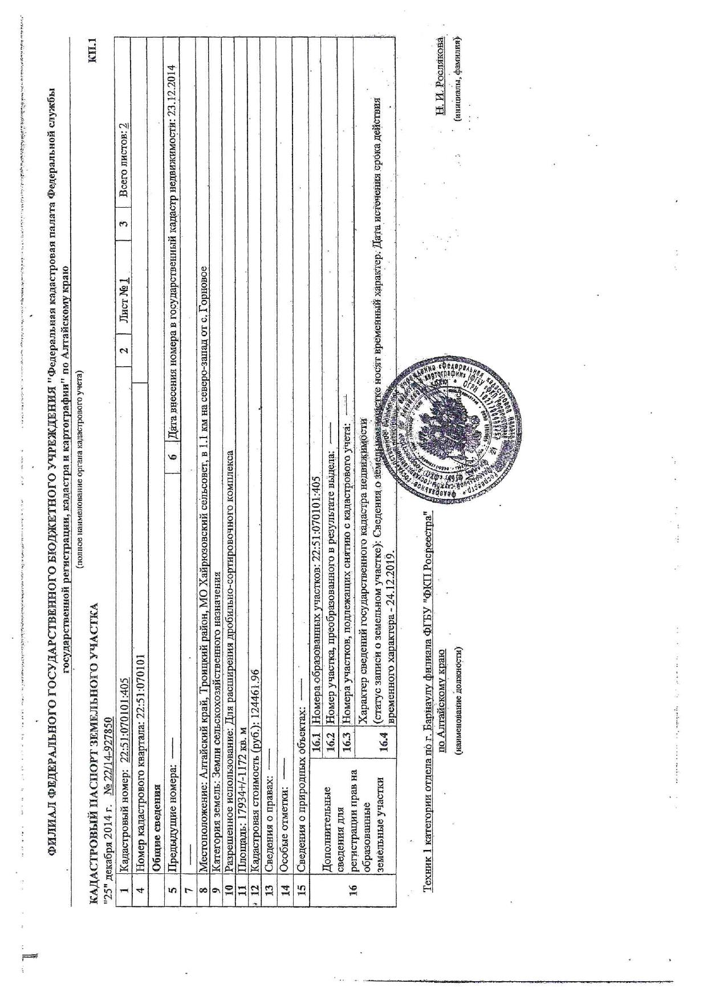 ФИЛИАЛ ФЕДЕРАЛЬНОГО ГОСУДАРСТВЕННОГО БЮДЖЕТНОГО УЧРЕЖДЕНИЯ "Федеральная кадастровая палата Федеральной службы
государственной регистрации, кадастра и картографии" по Алтайскому краю
(полное наименование органа кадастрового учета)
КП.1
КАДАСТРОВЫЙ ПАСПОРТ ЗЕМЕЛЬНОГО УЧАСТКА
"25" декабря 2014 г. № 22/14-927850
1 Кадастровый номер: 22:51:070101:405 2 Лист № 1 3 Всего листов: 2
4 Номер кадастрового квартала: 22:51:070101
Общие сведения
5 Предыдущие номера: —— 6 Дата внесения номера в государственный кадастр недвижимости: 23.12.2014
7 ——
8 Местоположение: Алтайский край, Троицкий район, МО Хайрюзовский сельсовет, в 1.1 км на северо-запад от с. Горновое
9 Категория земель: Земли сельскохозяйственного назначения
10 Разрешенное использование: Для расширения дробильно-сортировочного комплекса
11 Площадь: 17934+/-1172 кв. м
12 Кадастровая стоимость (руб.): 124461.96
13 Сведения о правах: ——
14 Особые отметки: ——
15 Сведения о природных объектах: ——
16 Дополнительные
сведения для
регистрации прав на
образованные
земельные участки
16.1 Номера образованных участков: 22:51:070101:405
16.2 Номер участка, преобразованного в результате выдела: ——
16.3 Номера участков, подлежащих снятию с кадастрового учета: ——
16.4 Характер сведений государственного кадастра недвижимости
(статус записи о земельном участке): Сведения о земельном участке носят временный характер. Дата истечения срока действия
временного характера - 24.12.2019.
Техник 1 категории отдела по г. Барнаулу филиала ФГБУ "ФКП Росреестра"
по Алтайскому краю
(наименование должности)
Н. И. Рослякова
(инициалы, фамилия)